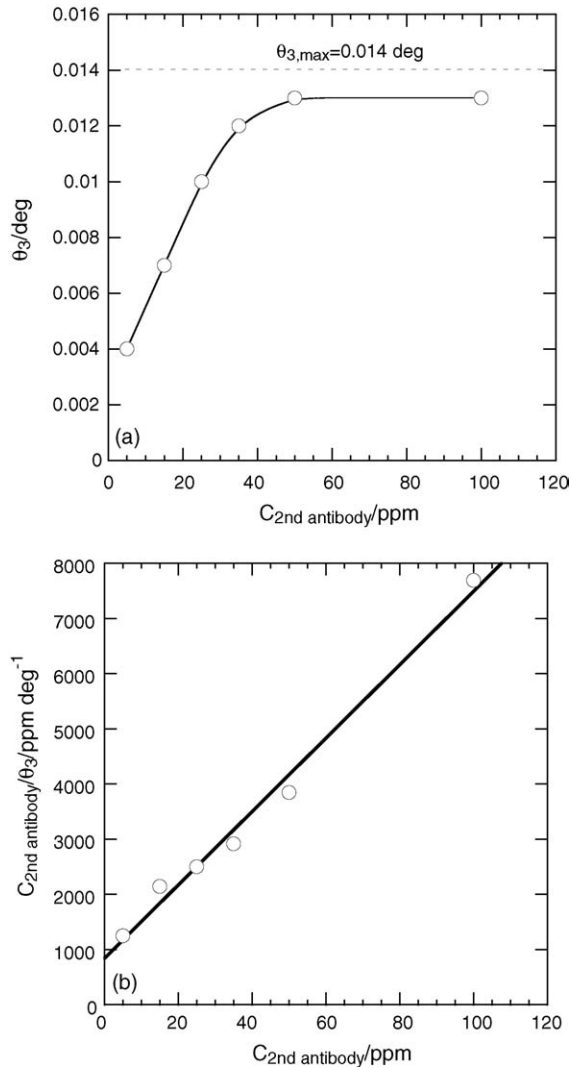 0.016
θ3,max=0.014 deg
0.014
0.012
0.01
0.008
0.006
0.004
0.002
0
θ3/deg
(a)
0 20 40 60 80 100 120
C2nd antibody/ppm
8000
7000
6000
5000
4000
3000
2000
1000
0
C2nd antibody/θ3/ppm deg-1
(b)
0 20 40 60 80 100 120
C2nd antibody/ppm